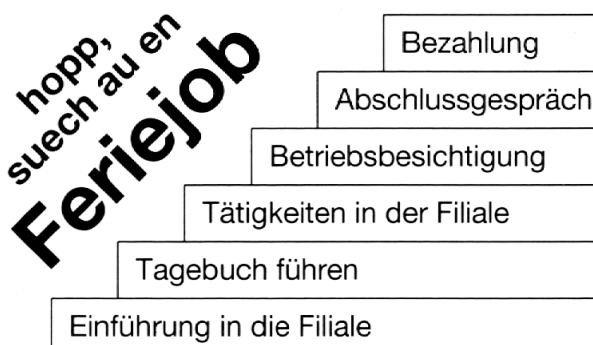 hopp,
suech au en
Feriejob
Bezahlung
Abschlussgespräch
Betriebsbesichtigung
Tätigkeiten in der Filiale
Tagebuch führen
Einführung in die Filiale